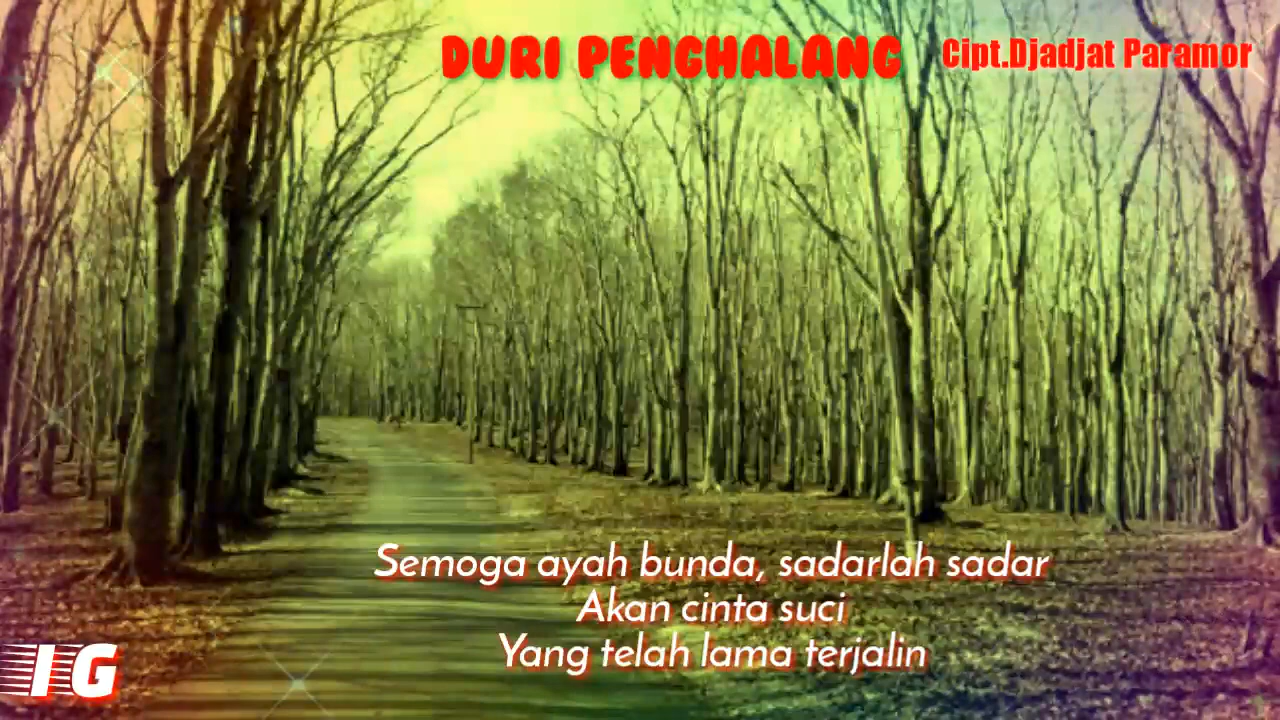 DURI PENGHALANG
Cipt.Djadjat Paramor
Semoga ayah bunda, sadarlah sadar
Akan cinta suci
Yang telah lama terjalin
IG